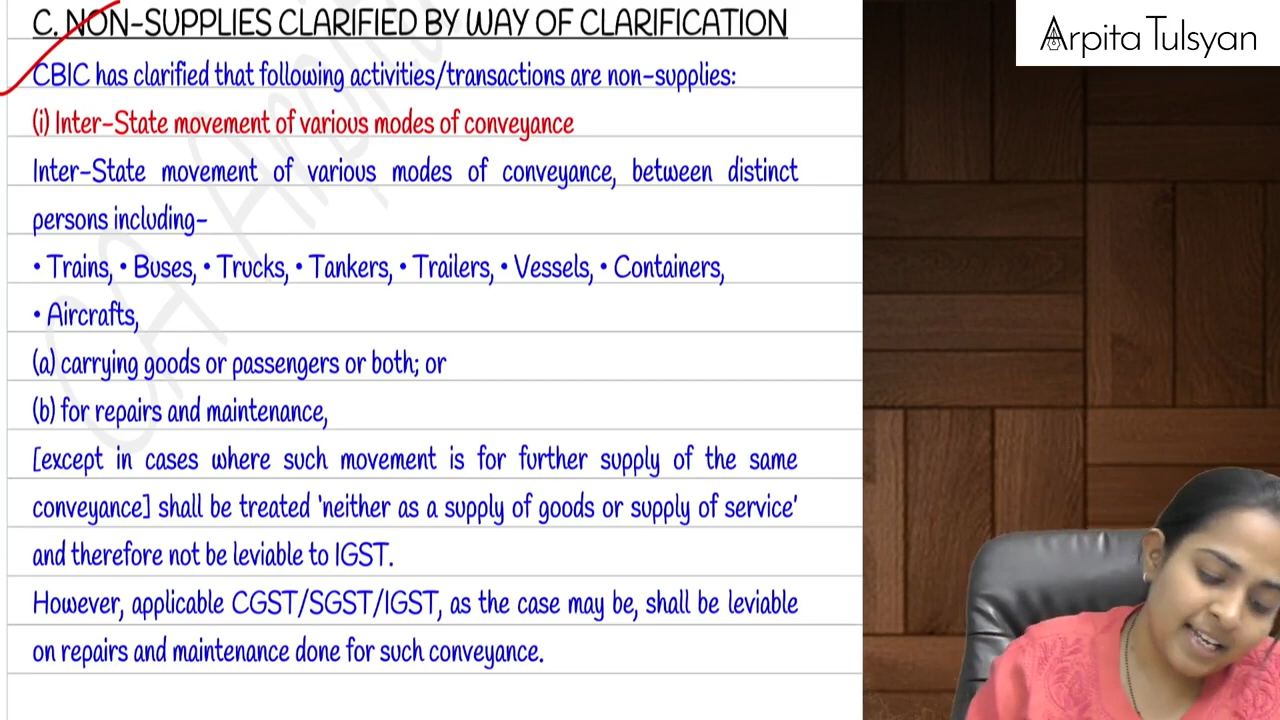 C. NON-SUPPLIES CLARIFIED BY WAY OF CLARIFICATION
Arpita Tulsyan
CBIC has clarified that following activities/transactions are non-supplies:
(i) Inter-State movement of various modes of conveyance
Inter-State movement of various modes of conveyance, between distinct
persons including-
• Trains, • Buses, • Trucks, • Tankers, • Trailers, • Vessels, • Containers,
• Aircrafts,
(a) carrying goods or passengers or both; or
(b) for repairs and maintenance,
[except in cases where such movement is for further supply of the same
conveyance] shall be treated 'neither as a supply of goods or supply of service'
and therefore not be leviable to IGST.
However, applicable CGST/SGST/IGST, as the case may be, shall be leviable
on repairs and maintenance done for such conveyance.
CA Arpit